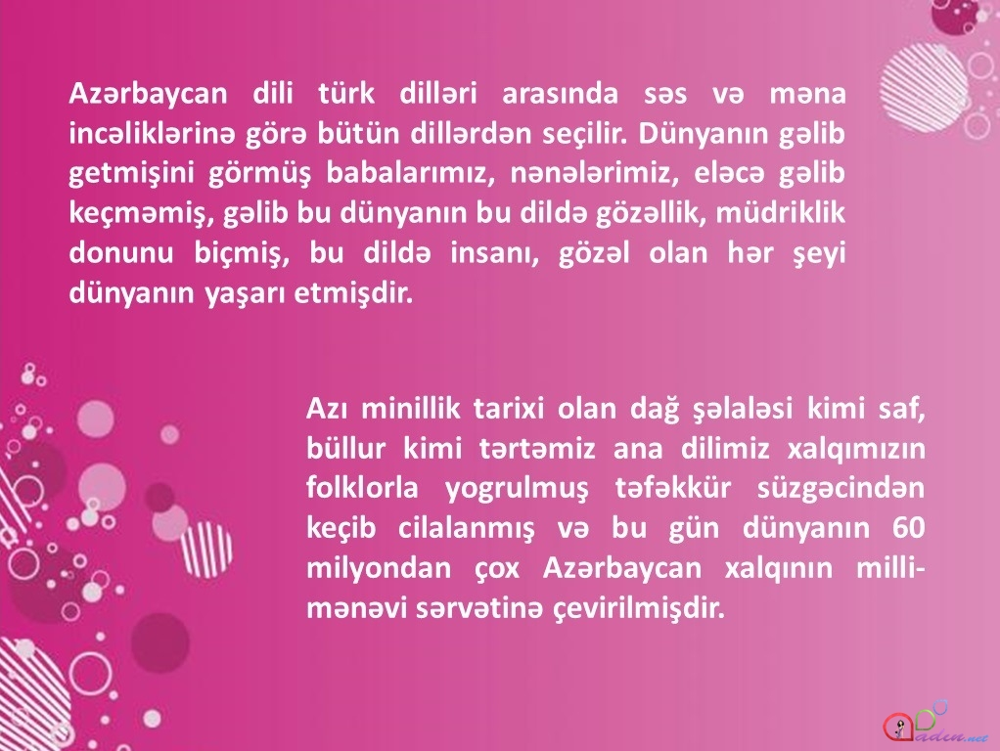 Azərbaycan dili türk dilləri arasında səs və məna
incəliklərinə görə bütün dillərdən seçilir. Dünyanın gəlib
getmişini görmüş babalarımız, nənələrimiz, eləcə gəlib
keçməmiş, gəlib bu dünyanın bu dildə gözəllik, müdriklik
donunu biçmiş, bu dildə insanı, gözəl olan hər şeyi
dünyanın yaşarı etmişdir.
Azı minillik tarixi olan dağ şəlaləsi kimi saf,
büllur kimi tərtəmiz ana dilimiz xalqımızın
folklorla yogrulmuş təfəkkür süzgəcindən
keçib cilalanmış və bu gün dünyanın 60
milyondan çox Azərbaycan xalqının milli-
mənəvi sərvətinə çevirilmişdir.
aden.net